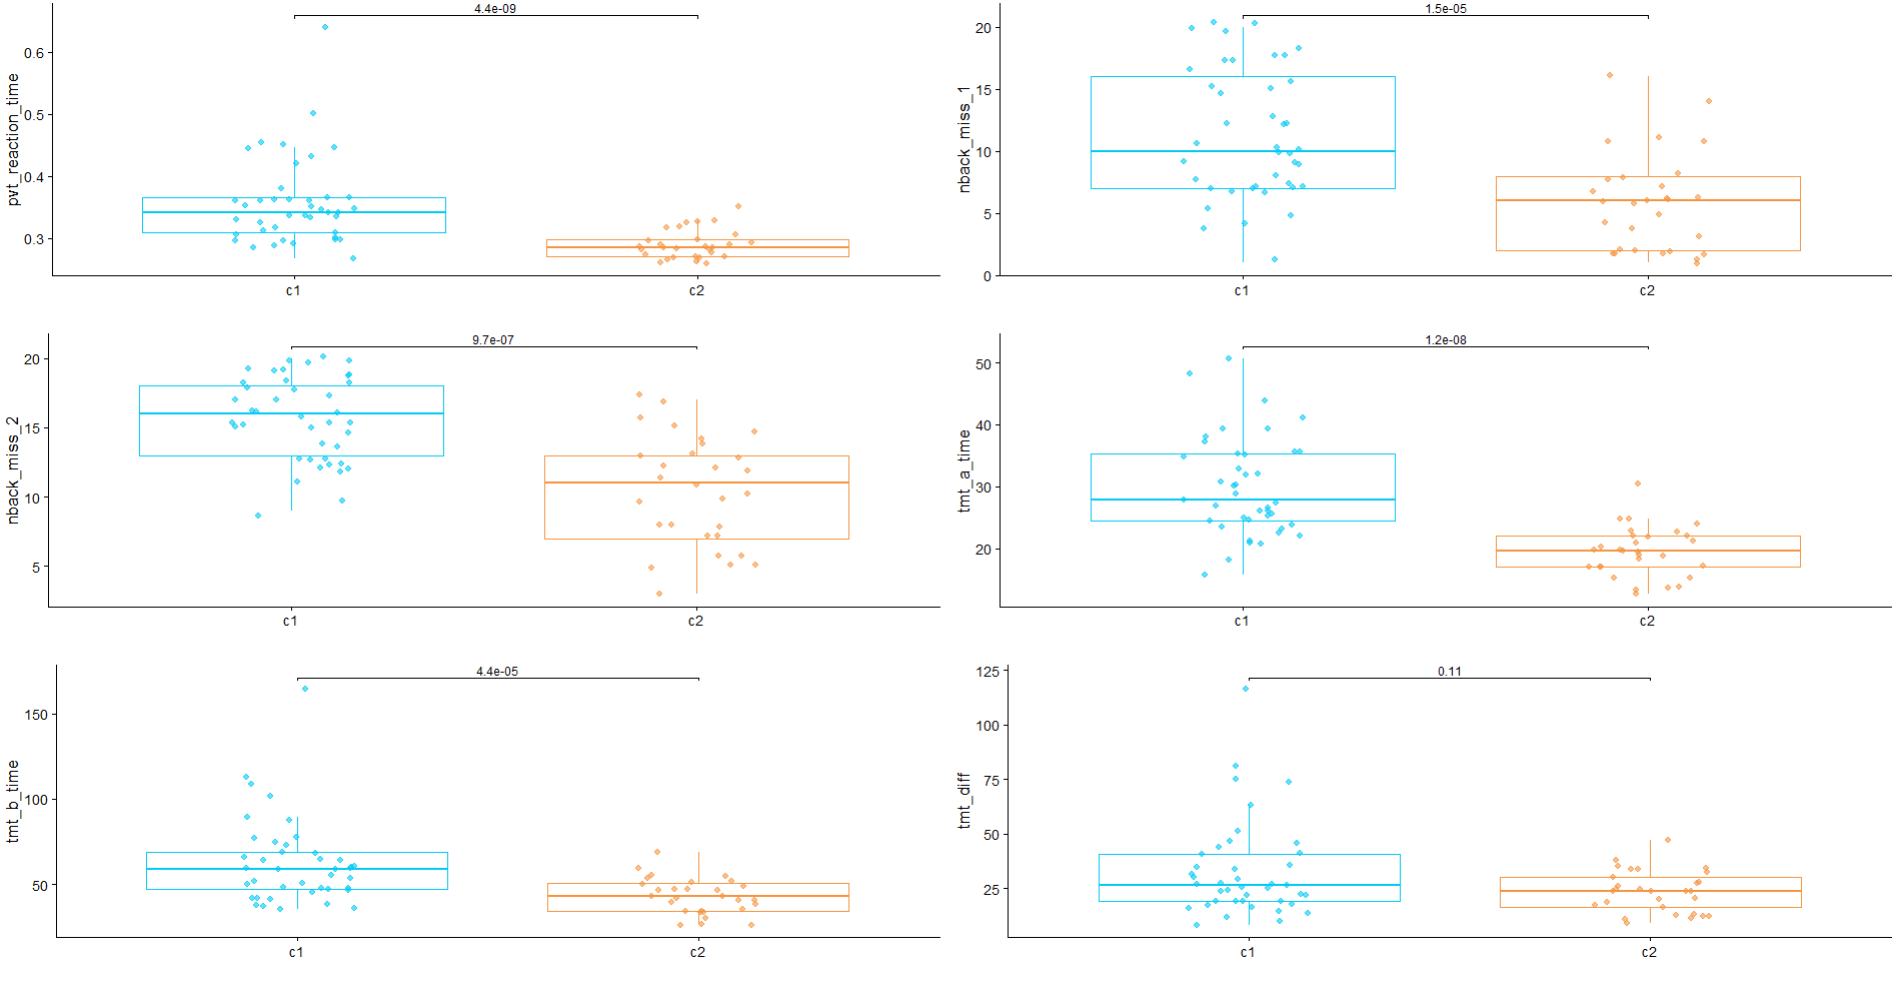 4.4e-09
pvt_reaction_time
0.6
0.5
0.4
0.3
c1
c2
1.5e-05
nback_miss_1
20
15
10
5
0
c1
c2
9.7e-07
nback_miss_2
20
15
10
5
c1
c2
1.2e-08
tmt_a_time
50
40
30
20
c1
c2
4.4e-05
tmt_b_time
150
100
50
c1
c2
0.11
tmt_diff
125
100
75
50
25
c1
c2